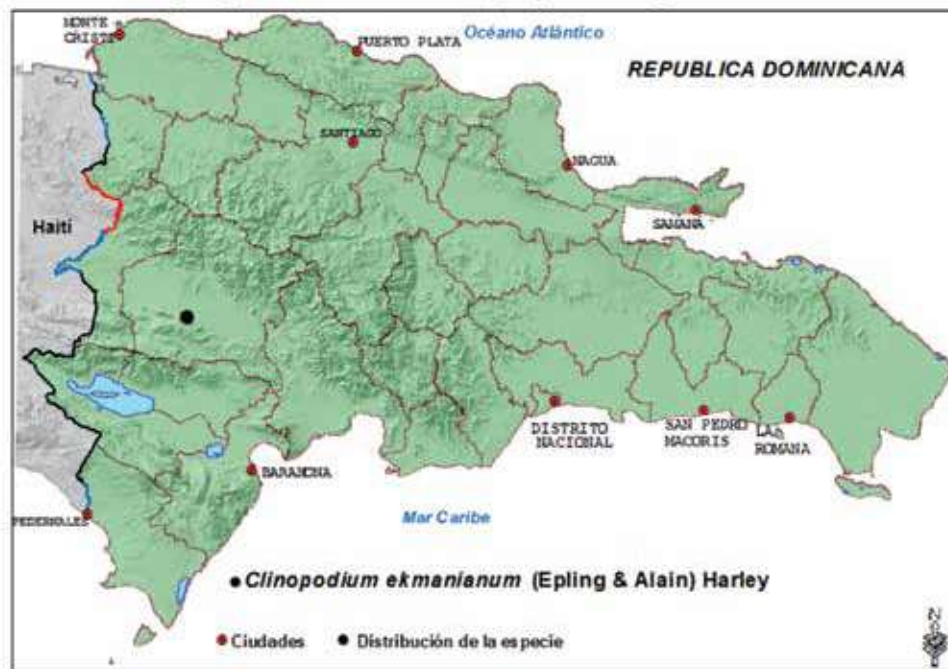 MONTE
CRISTI
PUERTO PLATA
Océano Atlántico
REPUBLICA DOMINICANA
SANTIAGO
NAGUA
SAMANA
Haití
DISTRITO
NACIONAL
SAN PEDRO
MACORIS
LA
ROMANA
BARAHONA
PEDERNALES
Mar Caribe
Clinopodium ekmanianum (Epling & Alain) Harley
Ciudades
Distribución de la especie